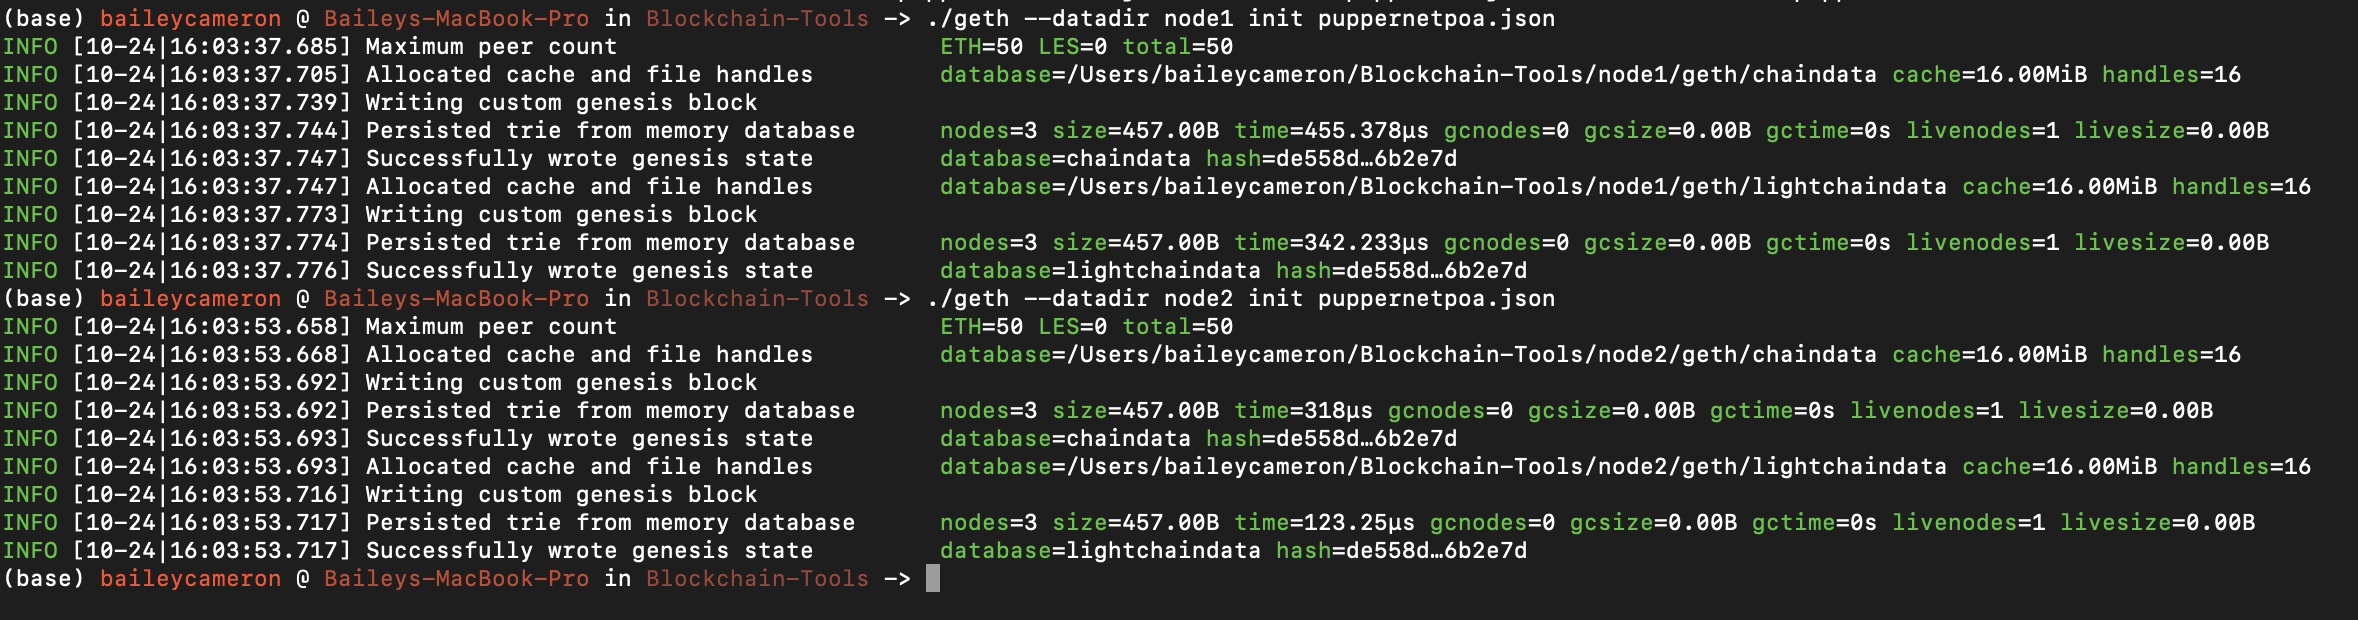 (base) baileycameron @ Baileys-MacBook-Pro in Blockchain-Tools -> ./geth --datadir node1 init puppernetpoa.json
INFO [10-24|16:03:37.685] Maximum peer count ETH=50 LES=0 total=50
INFO [10-24|16:03:37.705] Allocated cache and file handles database=/Users/baileycameron/Blockchain-Tools/node1/geth/chaindata cache=16.00MiB handles=16
INFO [10-24|16:03:37.739] Writing custom genesis block
INFO [10-24|16:03:37.744] Persisted trie from memory database nodes=3 size=457.00B time=455.378µs gcnodes=0 gcsize=0.00B gctime=0s livenodes=1 livesize=0.00B
INFO [10-24|16:03:37.747] Successfully wrote genesis state database=chaindata hash=de558d…6b2e7d
INFO [10-24|16:03:37.747] Allocated cache and file handles database=/Users/baileycameron/Blockchain-Tools/node1/geth/lightchaindata cache=16.00MiB handles=16
INFO [10-24|16:03:37.773] Writing custom genesis block
INFO [10-24|16:03:37.774] Persisted trie from memory database nodes=3 size=457.00B time=342.233µs gcnodes=0 gcsize=0.00B gctime=0s livenodes=1 livesize=0.00B
INFO [10-24|16:03:37.776] Successfully wrote genesis state database=lightchaindata hash=de558d…6b2e7d
(base) baileycameron @ Baileys-MacBook-Pro in Blockchain-Tools -> ./geth --datadir node2 init puppernetpoa.json
INFO [10-24|16:03:53.658] Maximum peer count ETH=50 LES=0 total=50
INFO [10-24|16:03:53.668] Allocated cache and file handles database=/Users/baileycameron/Blockchain-Tools/node2/geth/chaindata cache=16.00MiB handles=16
INFO [10-24|16:03:53.692] Writing custom genesis block
INFO [10-24|16:03:53.692] Persisted trie from memory database nodes=3 size=457.00B time=318µs gcnodes=0 gcsize=0.00B gctime=0s livenodes=1 livesize=0.00B
INFO [10-24|16:03:53.693] Successfully wrote genesis state database=chaindata hash=de558d…6b2e7d
INFO [10-24|16:03:53.693] Allocated cache and file handles database=/Users/baileycameron/Blockchain-Tools/node2/geth/lightchaindata cache=16.00MiB handles=16
INFO [10-24|16:03:53.716] Writing custom genesis block
INFO [10-24|16:03:53.717] Persisted trie from memory database nodes=3 size=457.00B time=123.25µs gcnodes=0 gcsize=0.00B gctime=0s livenodes=1 livesize=0.00B
INFO [10-24|16:03:53.717] Successfully wrote genesis state database=lightchaindata hash=de558d…6b2e7d
(base) baileycameron @ Baileys-MacBook-Pro in Blockchain-Tools ->